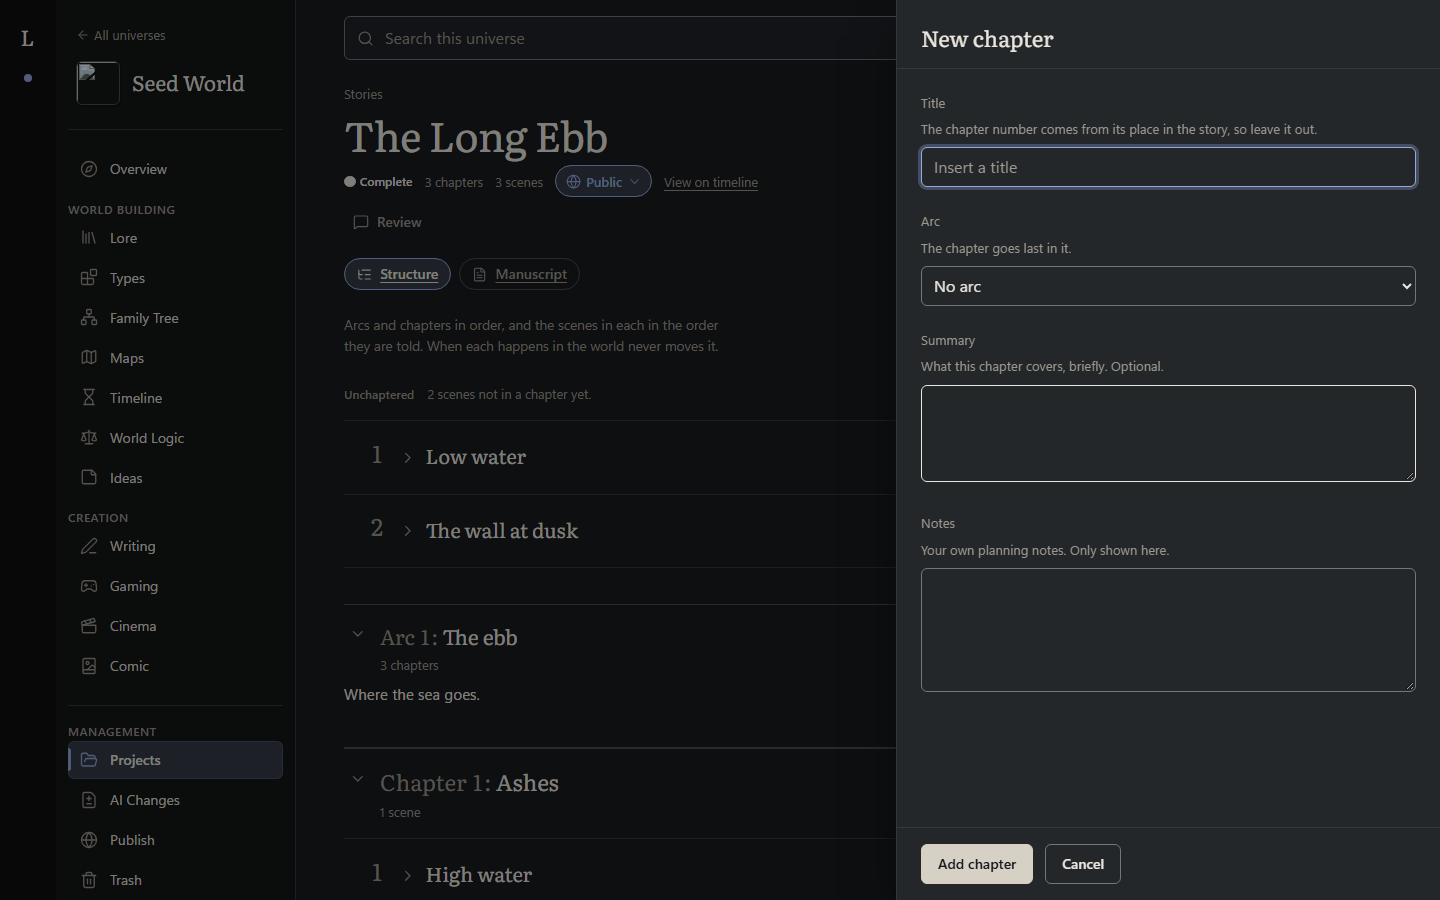 L
All universes
Seed World
Overview
WORLD BUILDING
Lore
Types
Family Tree
Maps
Timeline
World Logic
Ideas
CREATION
Writing
Gaming
Cinema
Comic
MANAGEMENT
Projects
AI Changes
Publish
Trash
Search this universe
Stories
The Long Ebb
Complete 3 chapters 3 scenes Public View on timeline
Review
Structure Manuscript
Arcs and chapters in order, and the scenes in each in the order
they are told. When each happens in the world never moves it.
Unchaptered 2 scenes not in a chapter yet.
1 Low water
2 The wall at dusk
Arc 1: The ebb
3 chapters
Where the sea goes.
Chapter 1: Ashes
1 scene
1 High water
New chapter
Title
The chapter number comes from its place in the story, so leave it out.
Insert a title
Arc
The chapter goes last in it.
No arc
Summary
What this chapter covers, briefly. Optional.
Notes
Your own planning notes. Only shown here.
Add chapter Cancel